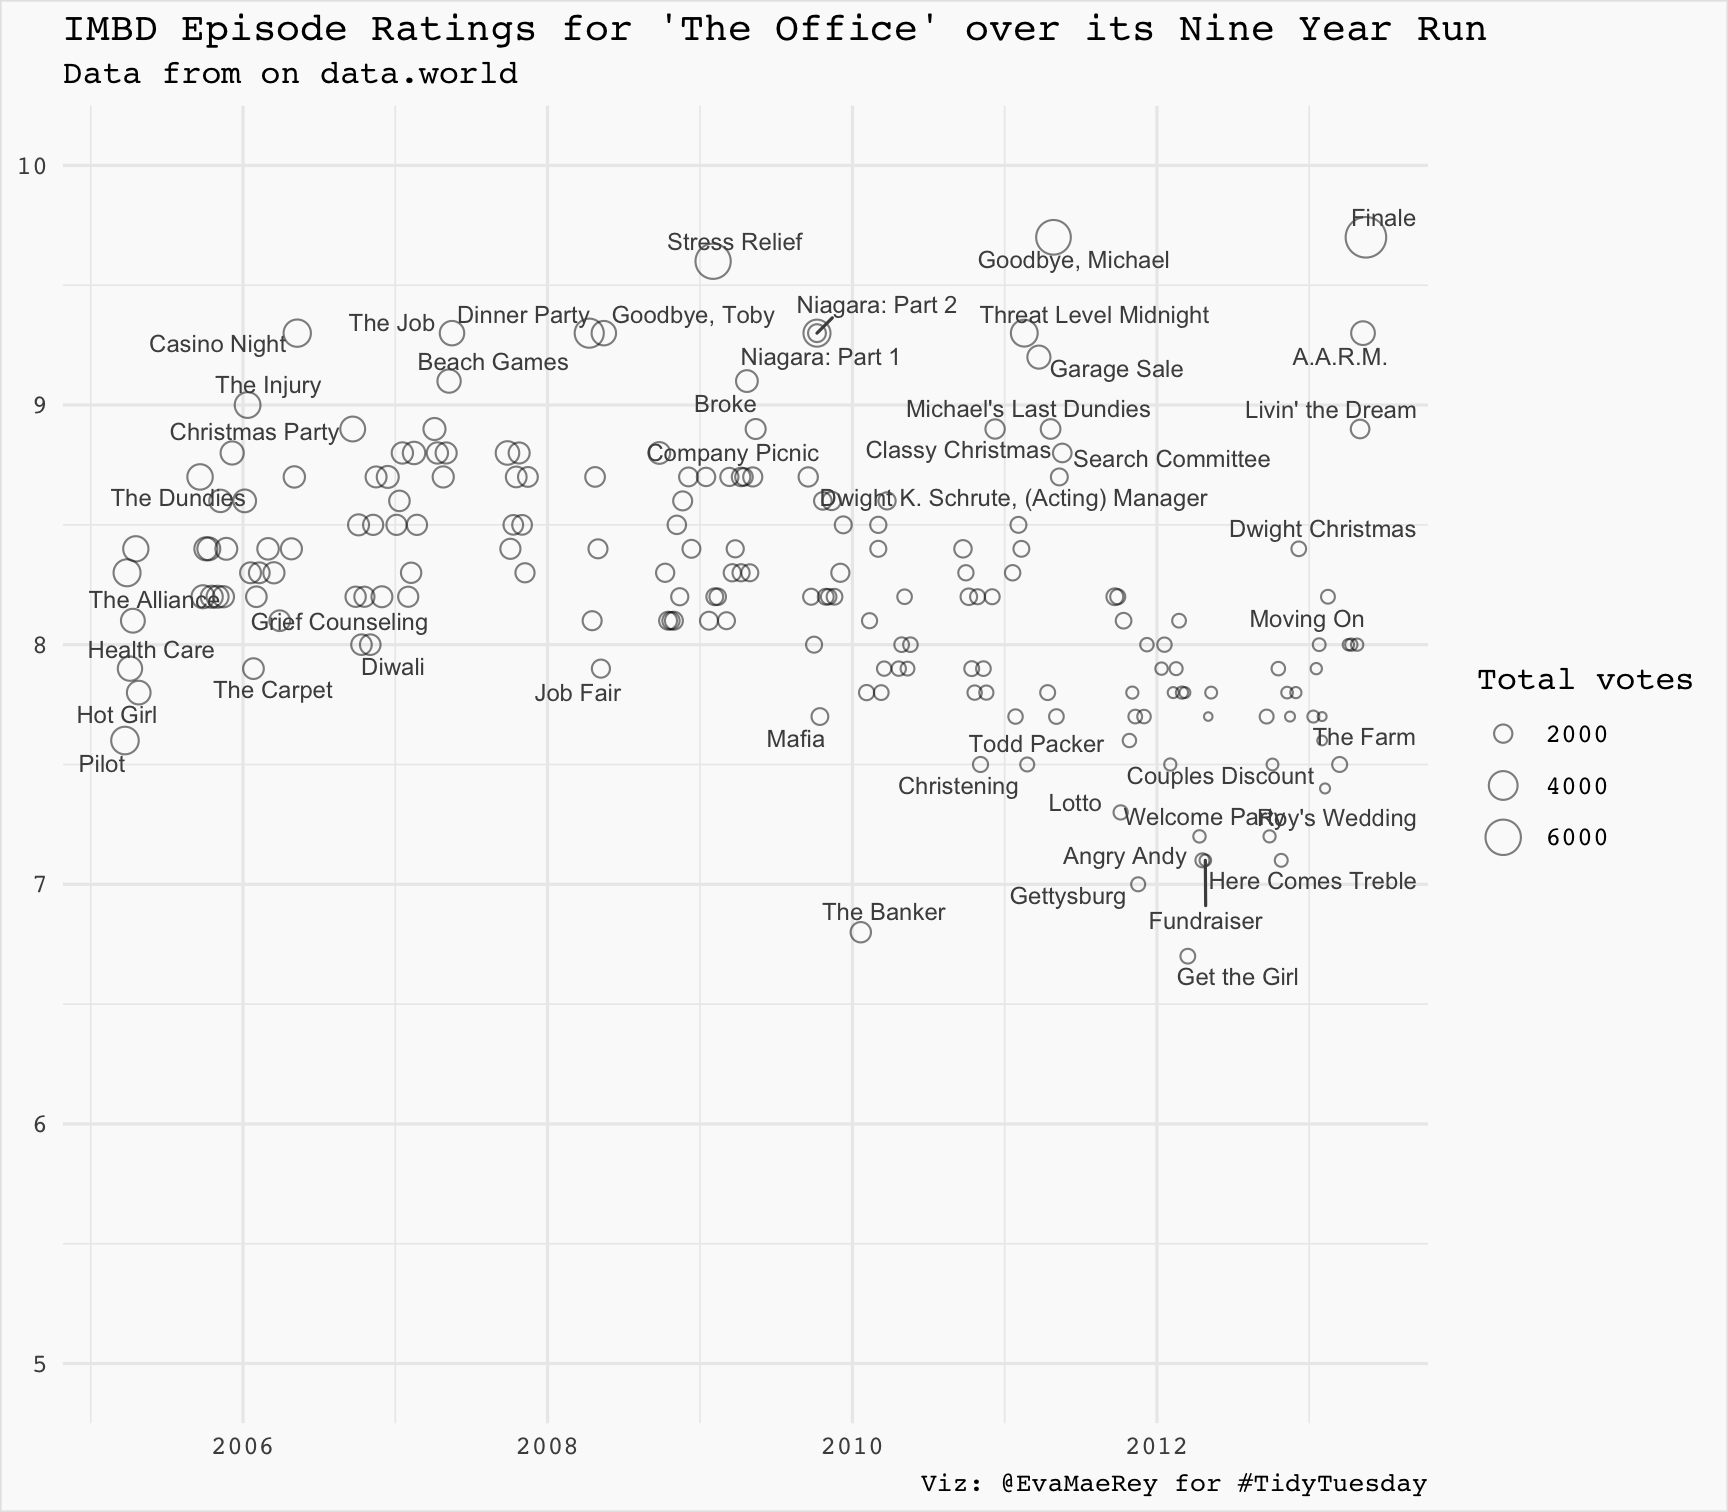 IMBD Episode Ratings for 'The Office' over its Nine Year Run
Data from on data.world
10
9
8
7
6
5
Finale
Stress Relief
Goodbye, Michael
Niagara: Part 2
The Job
Dinner Party
Goodbye, Toby
Threat Level Midnight
Casino Night
Beach Games
Niagara: Part 1
Garage Sale
A.A.R.M.
The Injury
Broke
Michael's Last Dundies
Livin' the Dream
Christmas Party
Company Picnic
Classy Christmas
Search Committee
The Dundies
Dwight K. Schrute, (Acting) Manager
Dwight Christmas
The Alliance
Grief Counseling
Moving On
Health Care
Diwali
The Carpet
Job Fair
Hot Girl
Mafia
Todd Packer
The Farm
Pilot
Christening
Couples Discount
Lotto
Welcome Party
Roy's Wedding
Angry Andy
Gettysburg
Here Comes Treble
The Banker
Fundraiser
Get the Girl
2006
2008
2010
2012
Total votes
2000
4000
6000
Viz: @EvaMaeRey for #TidyTuesday